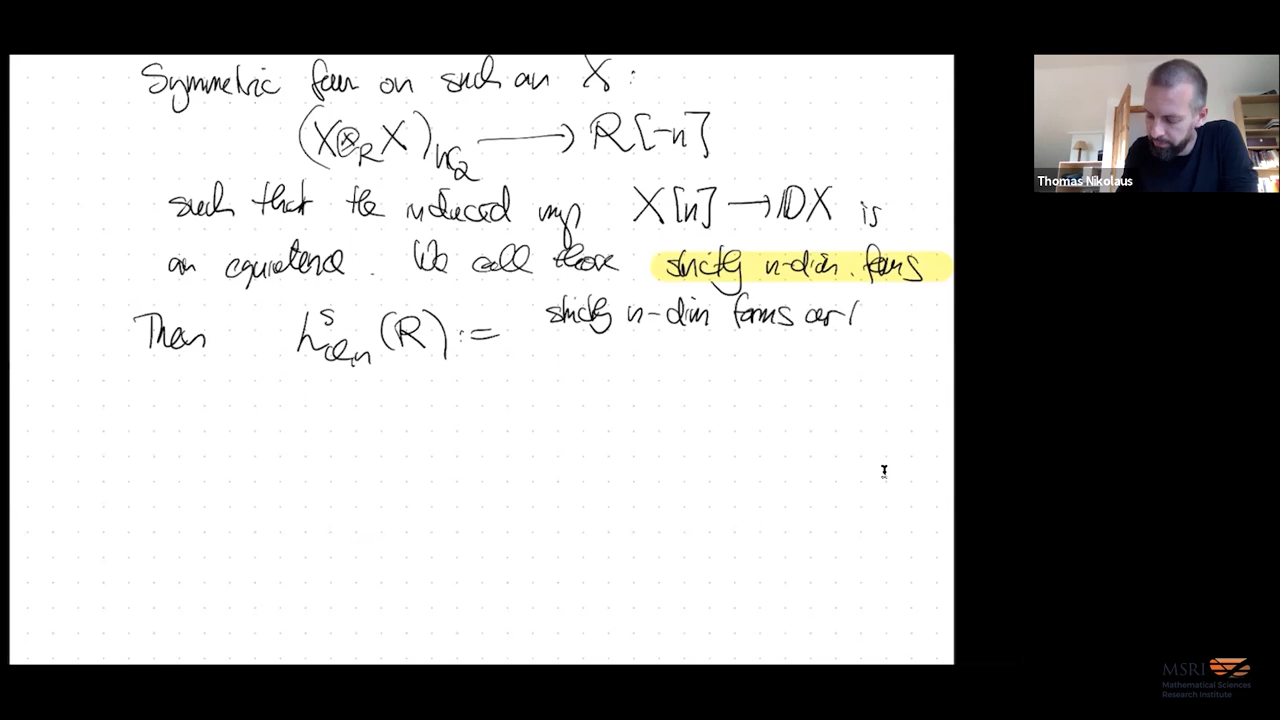 Symmetric form on such an X :
(X⊗_R X)_{hC_2} ⟶ R[-n]
such that the induced map X[n] → 𝔻X is
an equivalence. We call those strictly n-dim. forms
Then L^s_{cl,n}(R) := strictly n-dim forms over
Thomas Nikolaus
MSRI
Mathematical Sciences
Research Institute